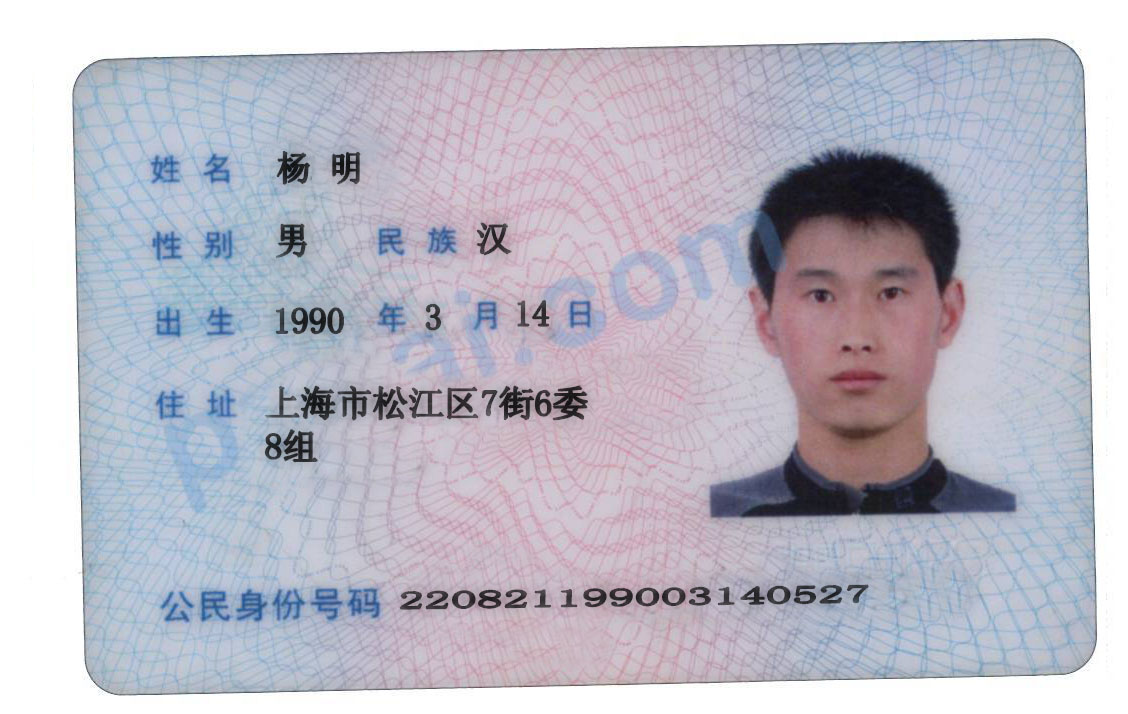 姓名 杨明
性别 男 民族 汉
出生 1990 年 3 月 14 日
住址 上海市松江区7街6委
8组
公民身份号码 220821199003140527